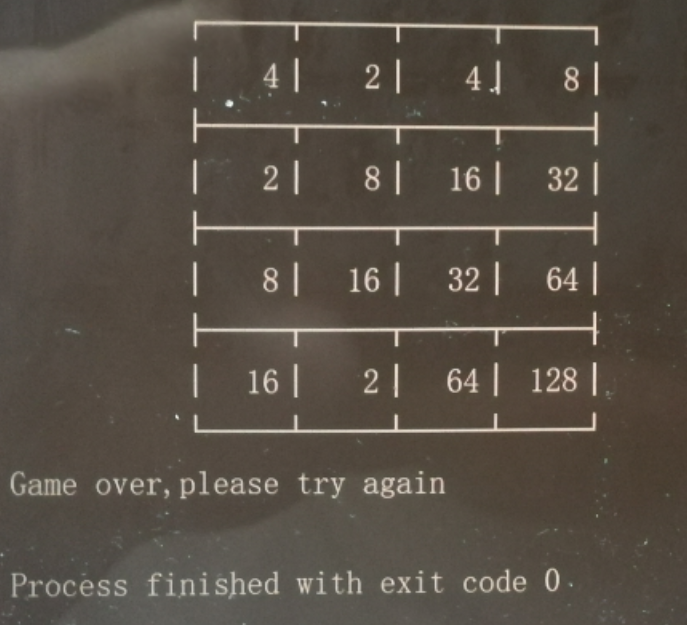 4 2 4 8
2 8 16 32
8 16 32 64
16 2 64 128
Game over,please try again
Process finished with exit code 0